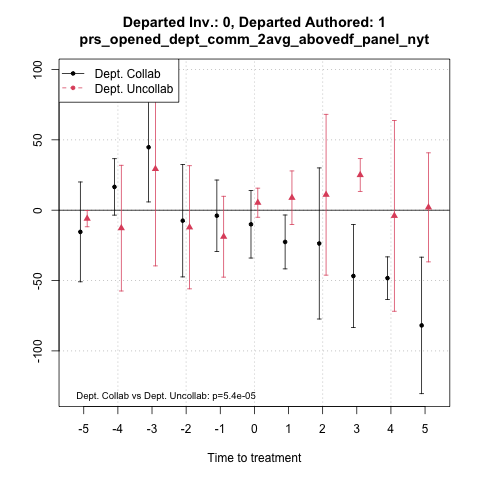 Departed Inv.: 0, Departed Authored: 1
prs_opened_dept_comm_2avg_abovedf_panel_nyt
Dept. Collab
Dept. Uncollab
100
50
0
-50
-100
Dept. Collab vs Dept. Uncollab: p=5.4e-05
-5 -4 -3 -2 -1 0 1 2 3 4 5
Time to treatment